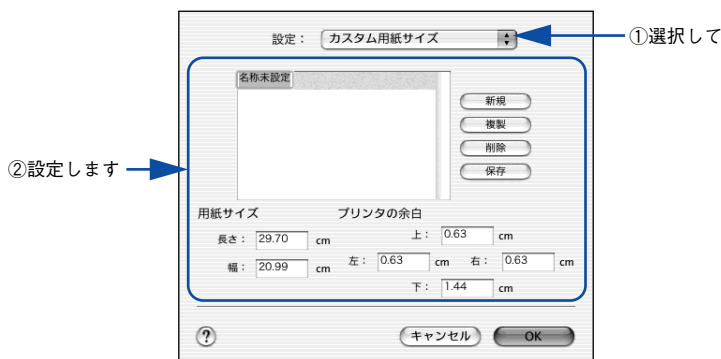 設定： カスタム用紙サイズ
①選択して
名称未設定
新規
複製
削除
保存
②設定します
用紙サイズ プリンタの余白
長さ： 29.70 cm 上： 0.63 cm
幅： 20.99 cm 左： 0.63 cm 右： 0.63 cm
下： 1.44 cm
? キャンセル OK